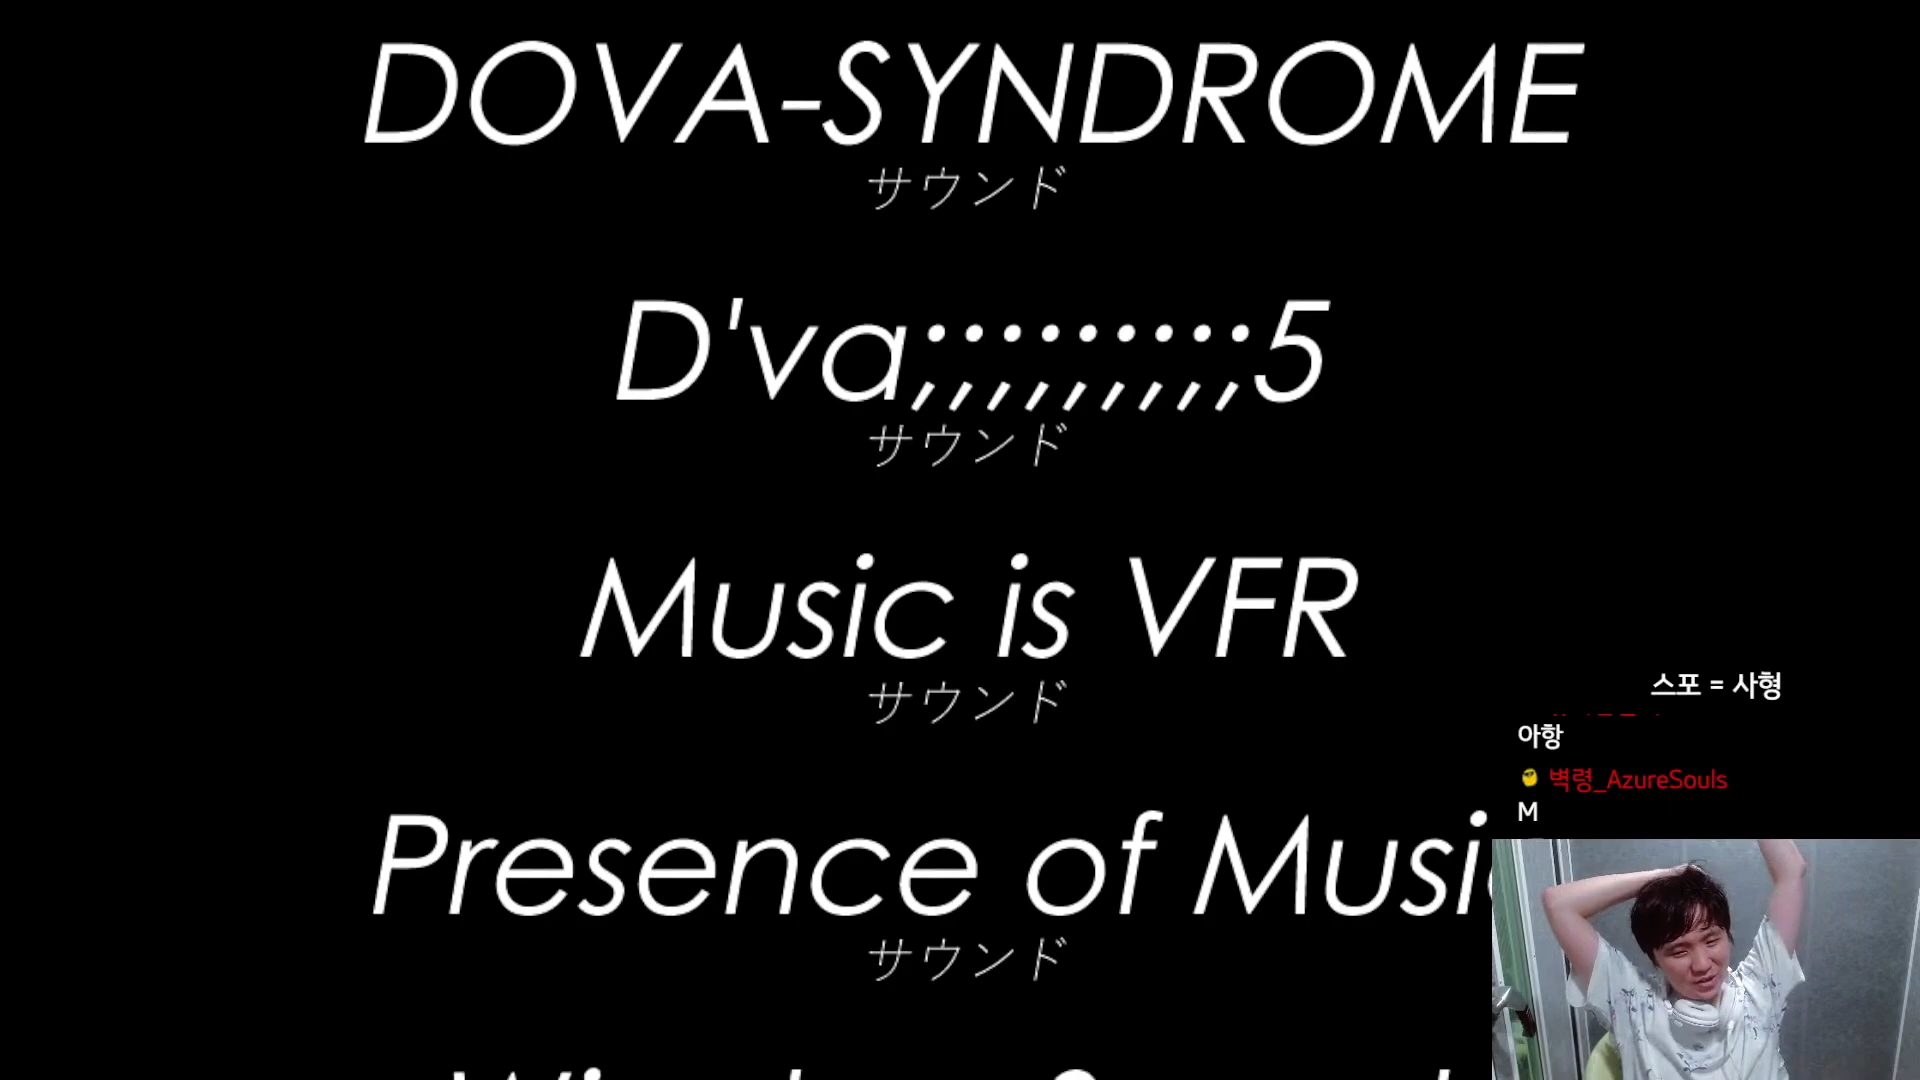 DOVA-SYNDROME
サウンド
D'va;;;;;;;;;5
サウンド
Music is VFR
サウンド
Presence of Musi
サウンド
스포 = 사형
아항
벽령_AzureSouls
M